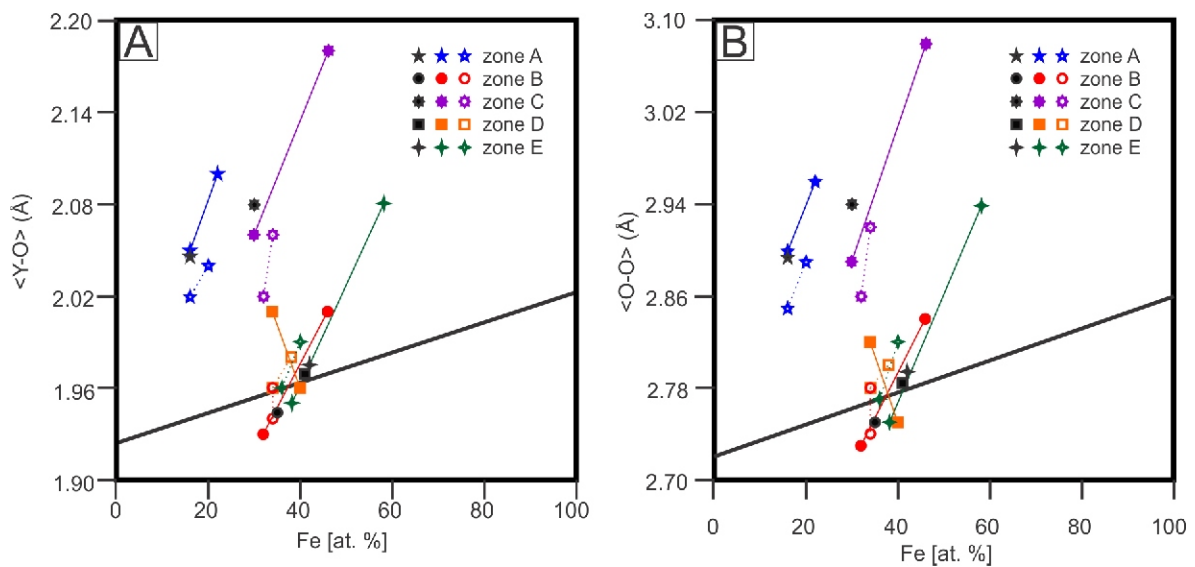 A
2.20
2.14
2.08
2.02
1.96
1.90
<Y-O> (Å)
0 20 40 60 80 100
Fe [at. %]
zone A
zone B
zone C
zone D
zone E
B
3.10
3.02
2.94
2.86
2.78
2.70
<O-O> (Å)
0 20 40 60 80 100
Fe [at. %]
zone A
zone B
zone C
zone D
zone E